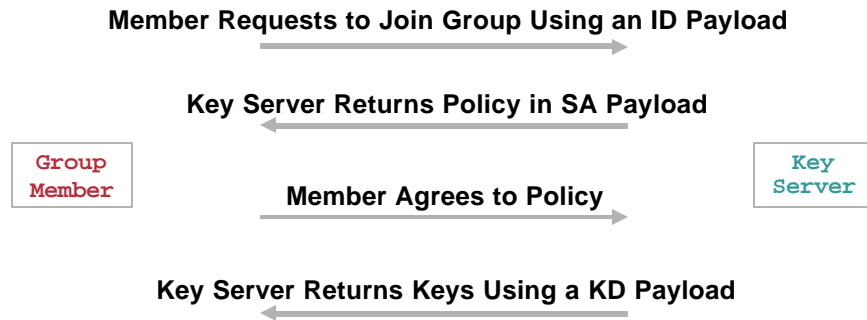 Member Requests to Join Group Using an ID Payload
Key Server Returns Policy in SA Payload
Group
Member
Key
Server
Member Agrees to Policy
Key Server Returns Keys Using a KD Payload